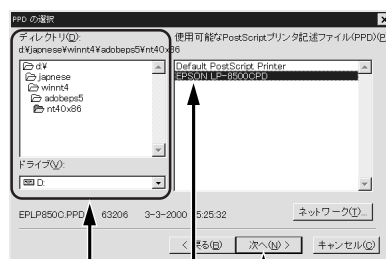 PPD の選択
ディレクトリ(D):
d:¥japnese¥winnt4¥adobeps5¥nt40x86
d:¥
japnese
winnt4
adobeps5
nt40x86
ドライブ(V):
D:
使用可能なPostScriptプリンタ記述ファイル(PPD)(P
Default PostScript Printer
EPSON LP-8500CPD
EPLP850C.PPD 63206 3-3-2000 5:25:32
ネットワーク(T)...
< 戻る(B)
次へ(N) >
キャンセル(C)